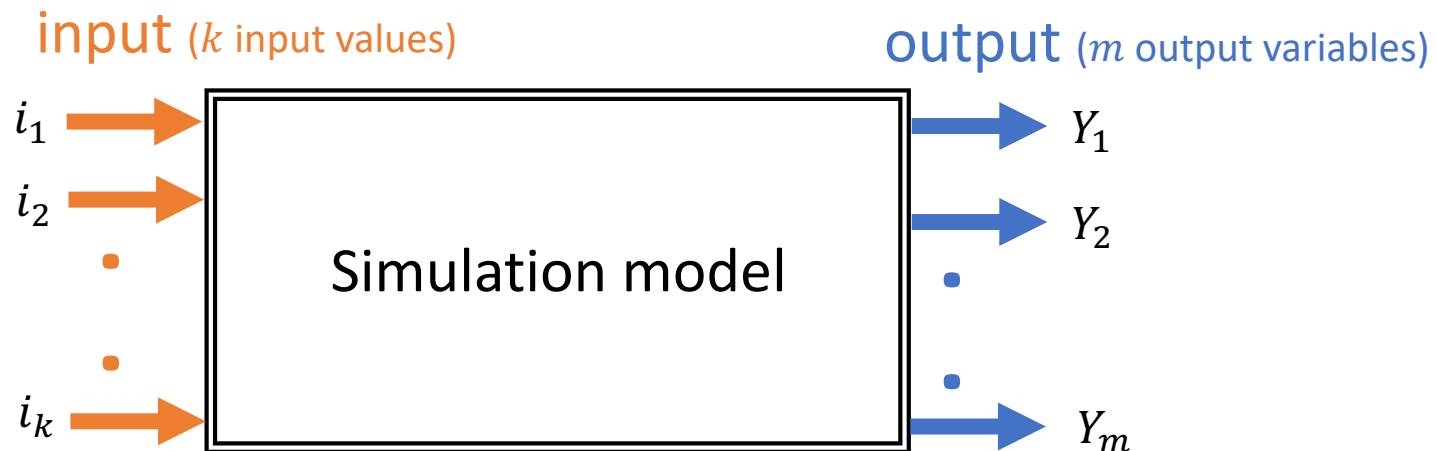 input (k input values)
output (m output variables)
i₁
Y₁
i₂
Y₂
Simulation model
iₖ
Yₘ